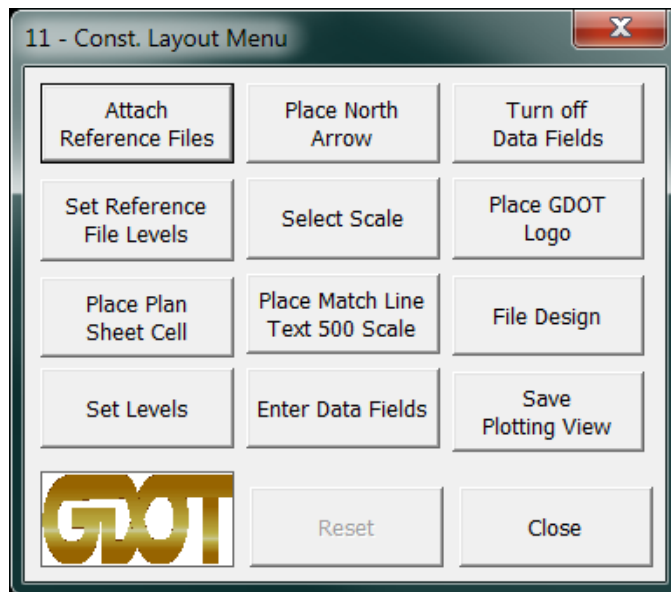 11 - Const. Layout Menu
X
Attach
Reference Files
Place North
Arrow
Turn off
Data Fields
Set Reference
File Levels
Select Scale
Place GDOT
Logo
Place Plan
Sheet Cell
Place Match Line
Text 500 Scale
File Design
Set Levels
Enter Data Fields
Save
Plotting View
GDOT
Reset
Close